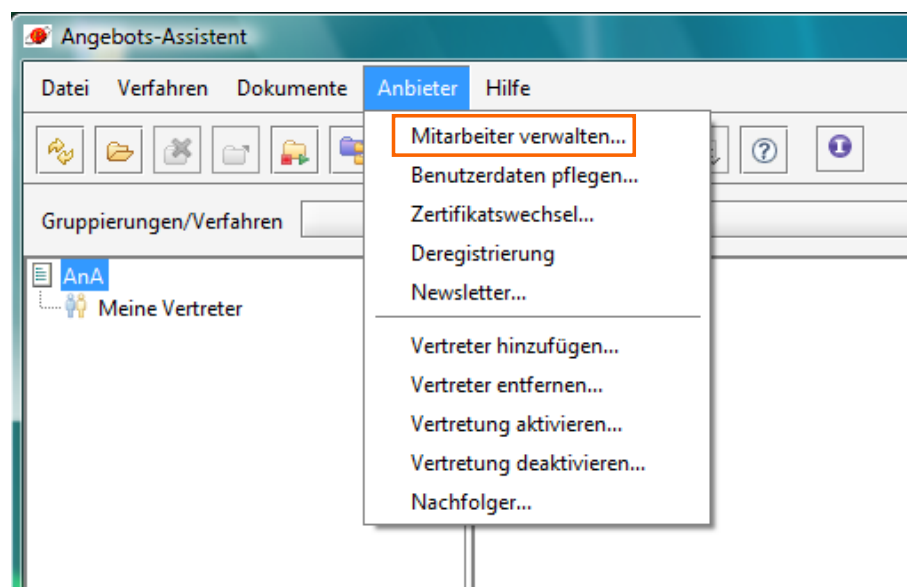 Angebots-Assistent
Datei Verfahren Dokumente Anbieter Hilfe
Mitarbeiter verwalten...
Benutzerdaten pflegen...
Gruppierungen/Verfahren
Zertifikatswechsel...
Deregistrierung
AnA
Newsletter...
Meine Vertreter
Vertreter hinzufügen...
Vertreter entfernen...
Vertretung aktivieren...
Vertretung deaktivieren...
Nachfolger...